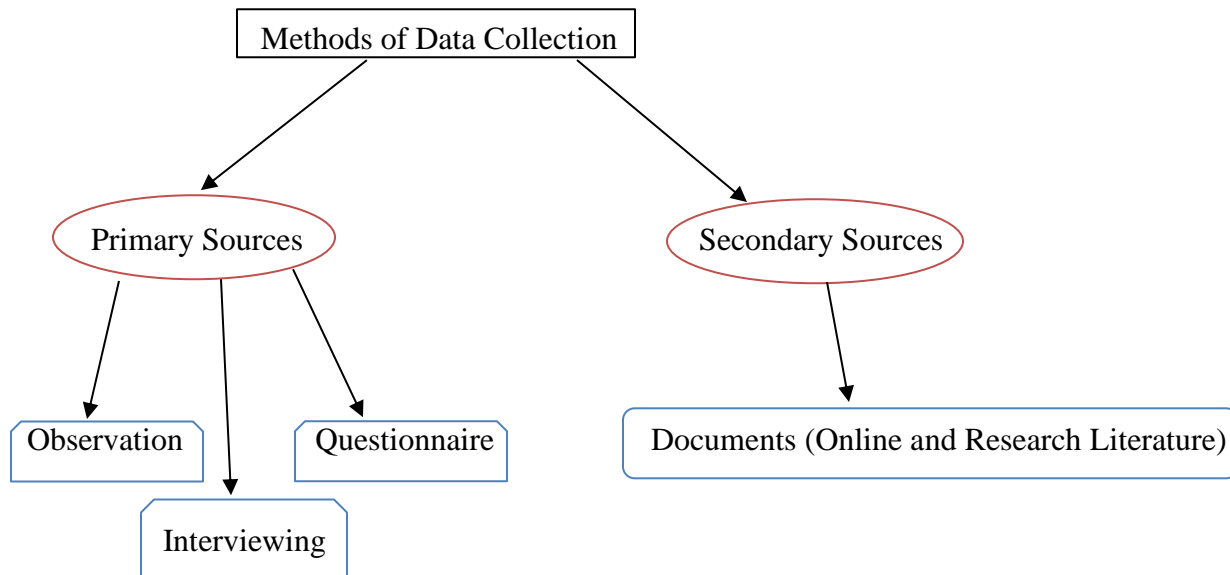 Methods of Data Collection
Primary Sources
Secondary Sources
Observation
Questionnaire
Documents (Online and Research Literature)
Interviewing